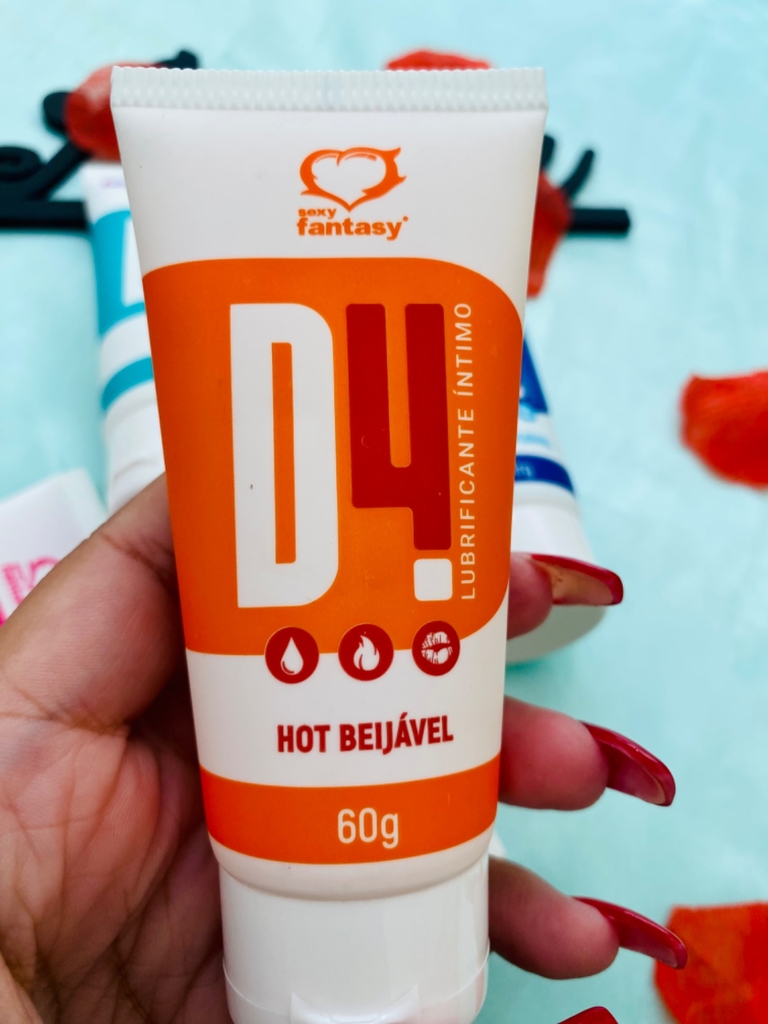 sexy
fantasy
D4
LUBRIFICANTE ÍNTIMO
HOT BEIJÁVEL
60g